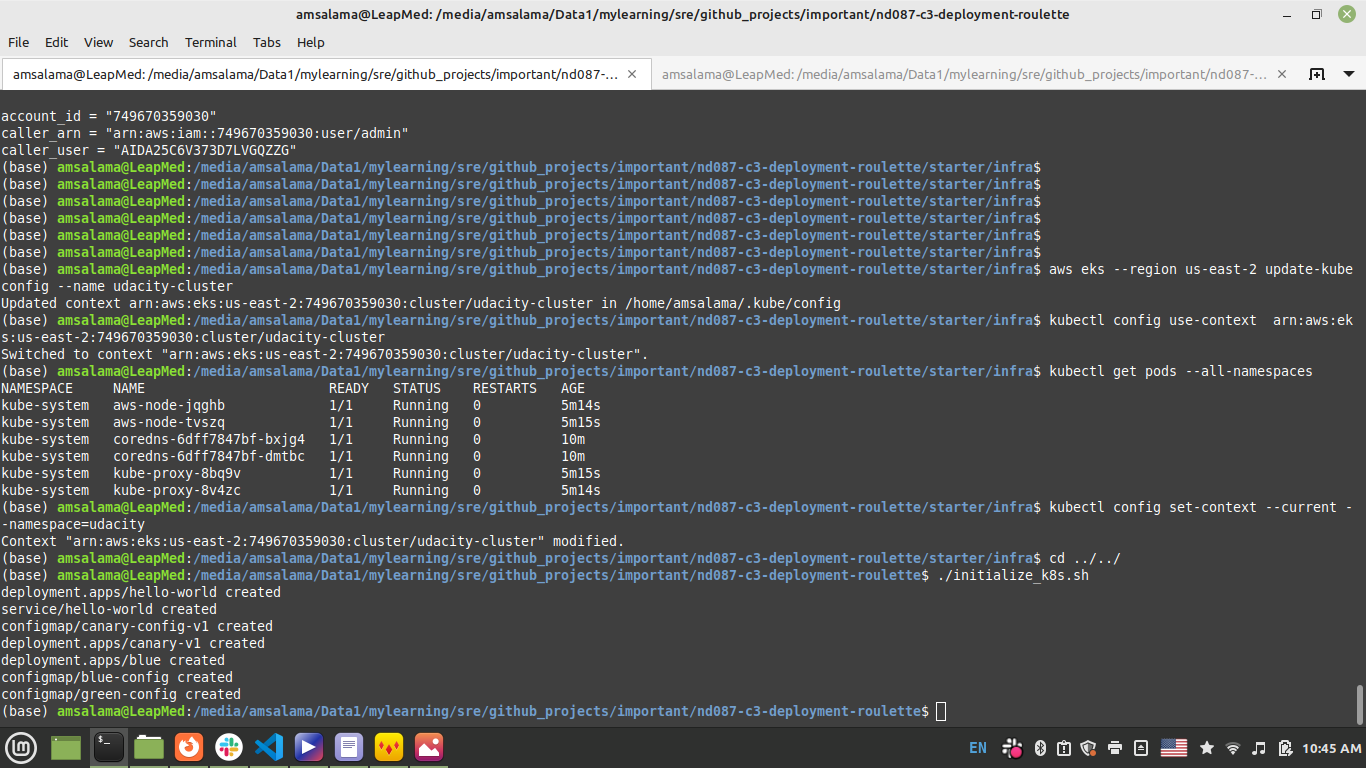 amsalama@LeapMed: /media/amsalama/Data1/mylearning/sre/github_projects/important/nd087-c3-deployment-roulette
File Edit View Search Terminal Tabs Help
amsalama@LeapMed: /media/amsalama/Data1/mylearning/sre/github_projects/important/nd087-... × amsalama@LeapMed: /media/amsalama/Data1/mylearning/sre/github_projects/important/nd087-... ×
account_id = "749670359030"
caller_arn = "arn:aws:iam::749670359030:user/admin"
caller_user = "AIDA25C6V373D7LVGQZZG"
(base) amsalama@LeapMed:/media/amsalama/Data1/mylearning/sre/github_projects/important/nd087-c3-deployment-roulette/starter/infra$
(base) amsalama@LeapMed:/media/amsalama/Data1/mylearning/sre/github_projects/important/nd087-c3-deployment-roulette/starter/infra$
(base) amsalama@LeapMed:/media/amsalama/Data1/mylearning/sre/github_projects/important/nd087-c3-deployment-roulette/starter/infra$
(base) amsalama@LeapMed:/media/amsalama/Data1/mylearning/sre/github_projects/important/nd087-c3-deployment-roulette/starter/infra$
(base) amsalama@LeapMed:/media/amsalama/Data1/mylearning/sre/github_projects/important/nd087-c3-deployment-roulette/starter/infra$
(base) amsalama@LeapMed:/media/amsalama/Data1/mylearning/sre/github_projects/important/nd087-c3-deployment-roulette/starter/infra$
(base) amsalama@LeapMed:/media/amsalama/Data1/mylearning/sre/github_projects/important/nd087-c3-deployment-roulette/starter/infra$ aws eks --region us-east-2 update-kube
config --name udacity-cluster
Updated context arn:aws:eks:us-east-2:749670359030:cluster/udacity-cluster in /home/amsalama/.kube/config
(base) amsalama@LeapMed:/media/amsalama/Data1/mylearning/sre/github_projects/important/nd087-c3-deployment-roulette/starter/infra$ kubectl config use-context  arn:aws:ek
s:us-east-2:749670359030:cluster/udacity-cluster
Switched to context "arn:aws:eks:us-east-2:749670359030:cluster/udacity-cluster".
(base) amsalama@LeapMed:/media/amsalama/Data1/mylearning/sre/github_projects/important/nd087-c3-deployment-roulette/starter/infra$ kubectl get pods --all-namespaces
NAMESPACE     NAME                       READY   STATUS    RESTARTS   AGE
kube-system   aws-node-jqghb             1/1     Running   0          5m14s
kube-system   aws-node-tvszq             1/1     Running   0          5m15s
kube-system   coredns-6dff7847bf-bxjg4   1/1     Running   0          10m
kube-system   coredns-6dff7847bf-dmtbc   1/1     Running   0          10m
kube-system   kube-proxy-8bq9v           1/1     Running   0          5m15s
kube-system   kube-proxy-8v4zc           1/1     Running   0          5m14s
(base) amsalama@LeapMed:/media/amsalama/Data1/mylearning/sre/github_projects/important/nd087-c3-deployment-roulette/starter/infra$ kubectl config set-context --current -
-namespace=udacity
Context "arn:aws:eks:us-east-2:749670359030:cluster/udacity-cluster" modified.
(base) amsalama@LeapMed:/media/amsalama/Data1/mylearning/sre/github_projects/important/nd087-c3-deployment-roulette/starter/infra$ cd ../../
(base) amsalama@LeapMed:/media/amsalama/Data1/mylearning/sre/github_projects/important/nd087-c3-deployment-roulette$ ./initialize_k8s.sh
deployment.apps/hello-world created
service/hello-world created
configmap/canary-config-v1 created
deployment.apps/canary-v1 created
deployment.apps/blue created
configmap/blue-config created
configmap/green-config created
(base) amsalama@LeapMed:/media/amsalama/Data1/mylearning/sre/github_projects/important/nd087-c3-deployment-roulette$
EN 10:45 AM